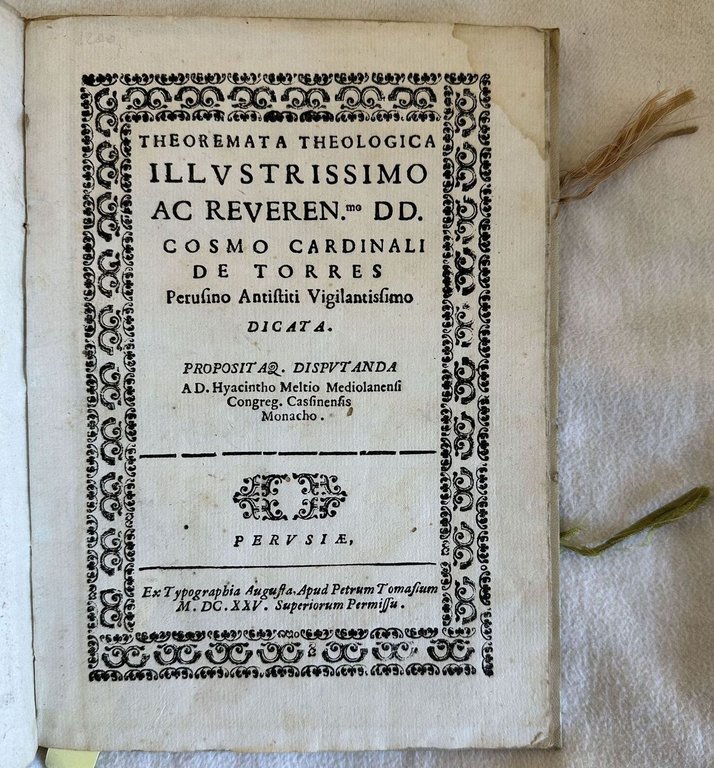 THEOREMATA THEOLOGICA
ILLVSTRISSIMO
AC REVEREN.mo DD.
COSMO CARDINALI
DE TORRES
Peruſino Antiſtiti Vigilantiſſimo
DICATA.
PROPOSITAQ. DISPVTANDA
A D. Hyacintho Meltio Mediolanenſi
Congreg. Caſſinenſis
Monacho.
PERVSIÆ,
Ex Typographia Auguſta. Apud Petrum Tomaſium
M. DC. XXV. Superiorum Permiſſu.